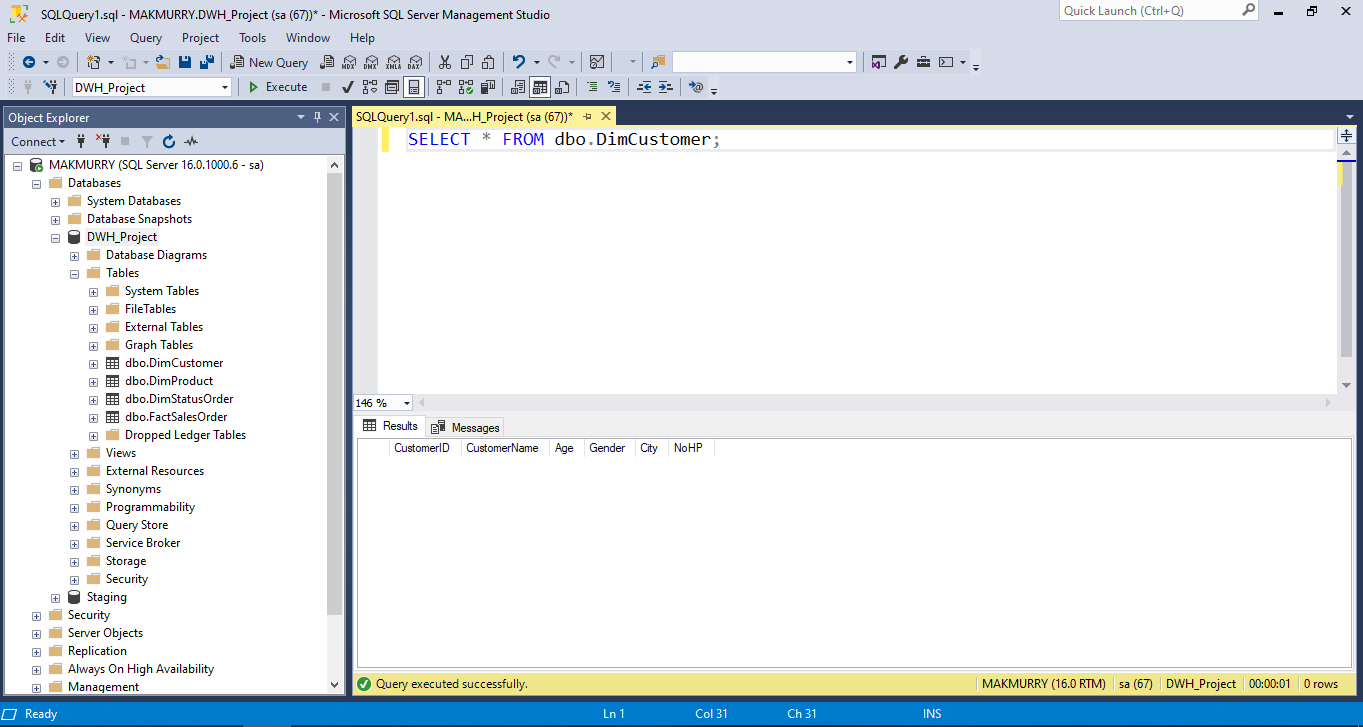 SQLQuery1.sql - MAKMURRY.DWH_Project (sa (67))* - Microsoft SQL Server Management Studio
Quick Launch (Ctrl+Q)
File Edit View Query Project Tools Window Help
New Query MDX DMX XMLA DAX
DWH_Project Execute
Object Explorer
SQLQuery1.sql - MA...H_Project (sa (67))*
Connect
SELECT * FROM dbo.DimCustomer;
MAKMURRY (SQL Server 16.0.1000.6 - sa)
Databases
System Databases
Database Snapshots
DWH_Project
Database Diagrams
Tables
System Tables
FileTables
External Tables
Graph Tables
dbo.DimCustomer
dbo.DimProduct
dbo.DimStatusOrder
dbo.FactSalesOrder
Dropped Ledger Tables
Views
External Resources
Synonyms
Programmability
Query Store
Service Broker
Storage
Security
Staging
Security
Server Objects
Replication
Always On High Availability
Management
146 %
Results Messages
CustomerID CustomerName Age Gender City NoHP
Query executed successfully. MAKMURRY (16.0 RTM) sa (67) DWH_Project 00:00:01 0 rows
Ready Ln 1 Col 31 Ch 31 INS